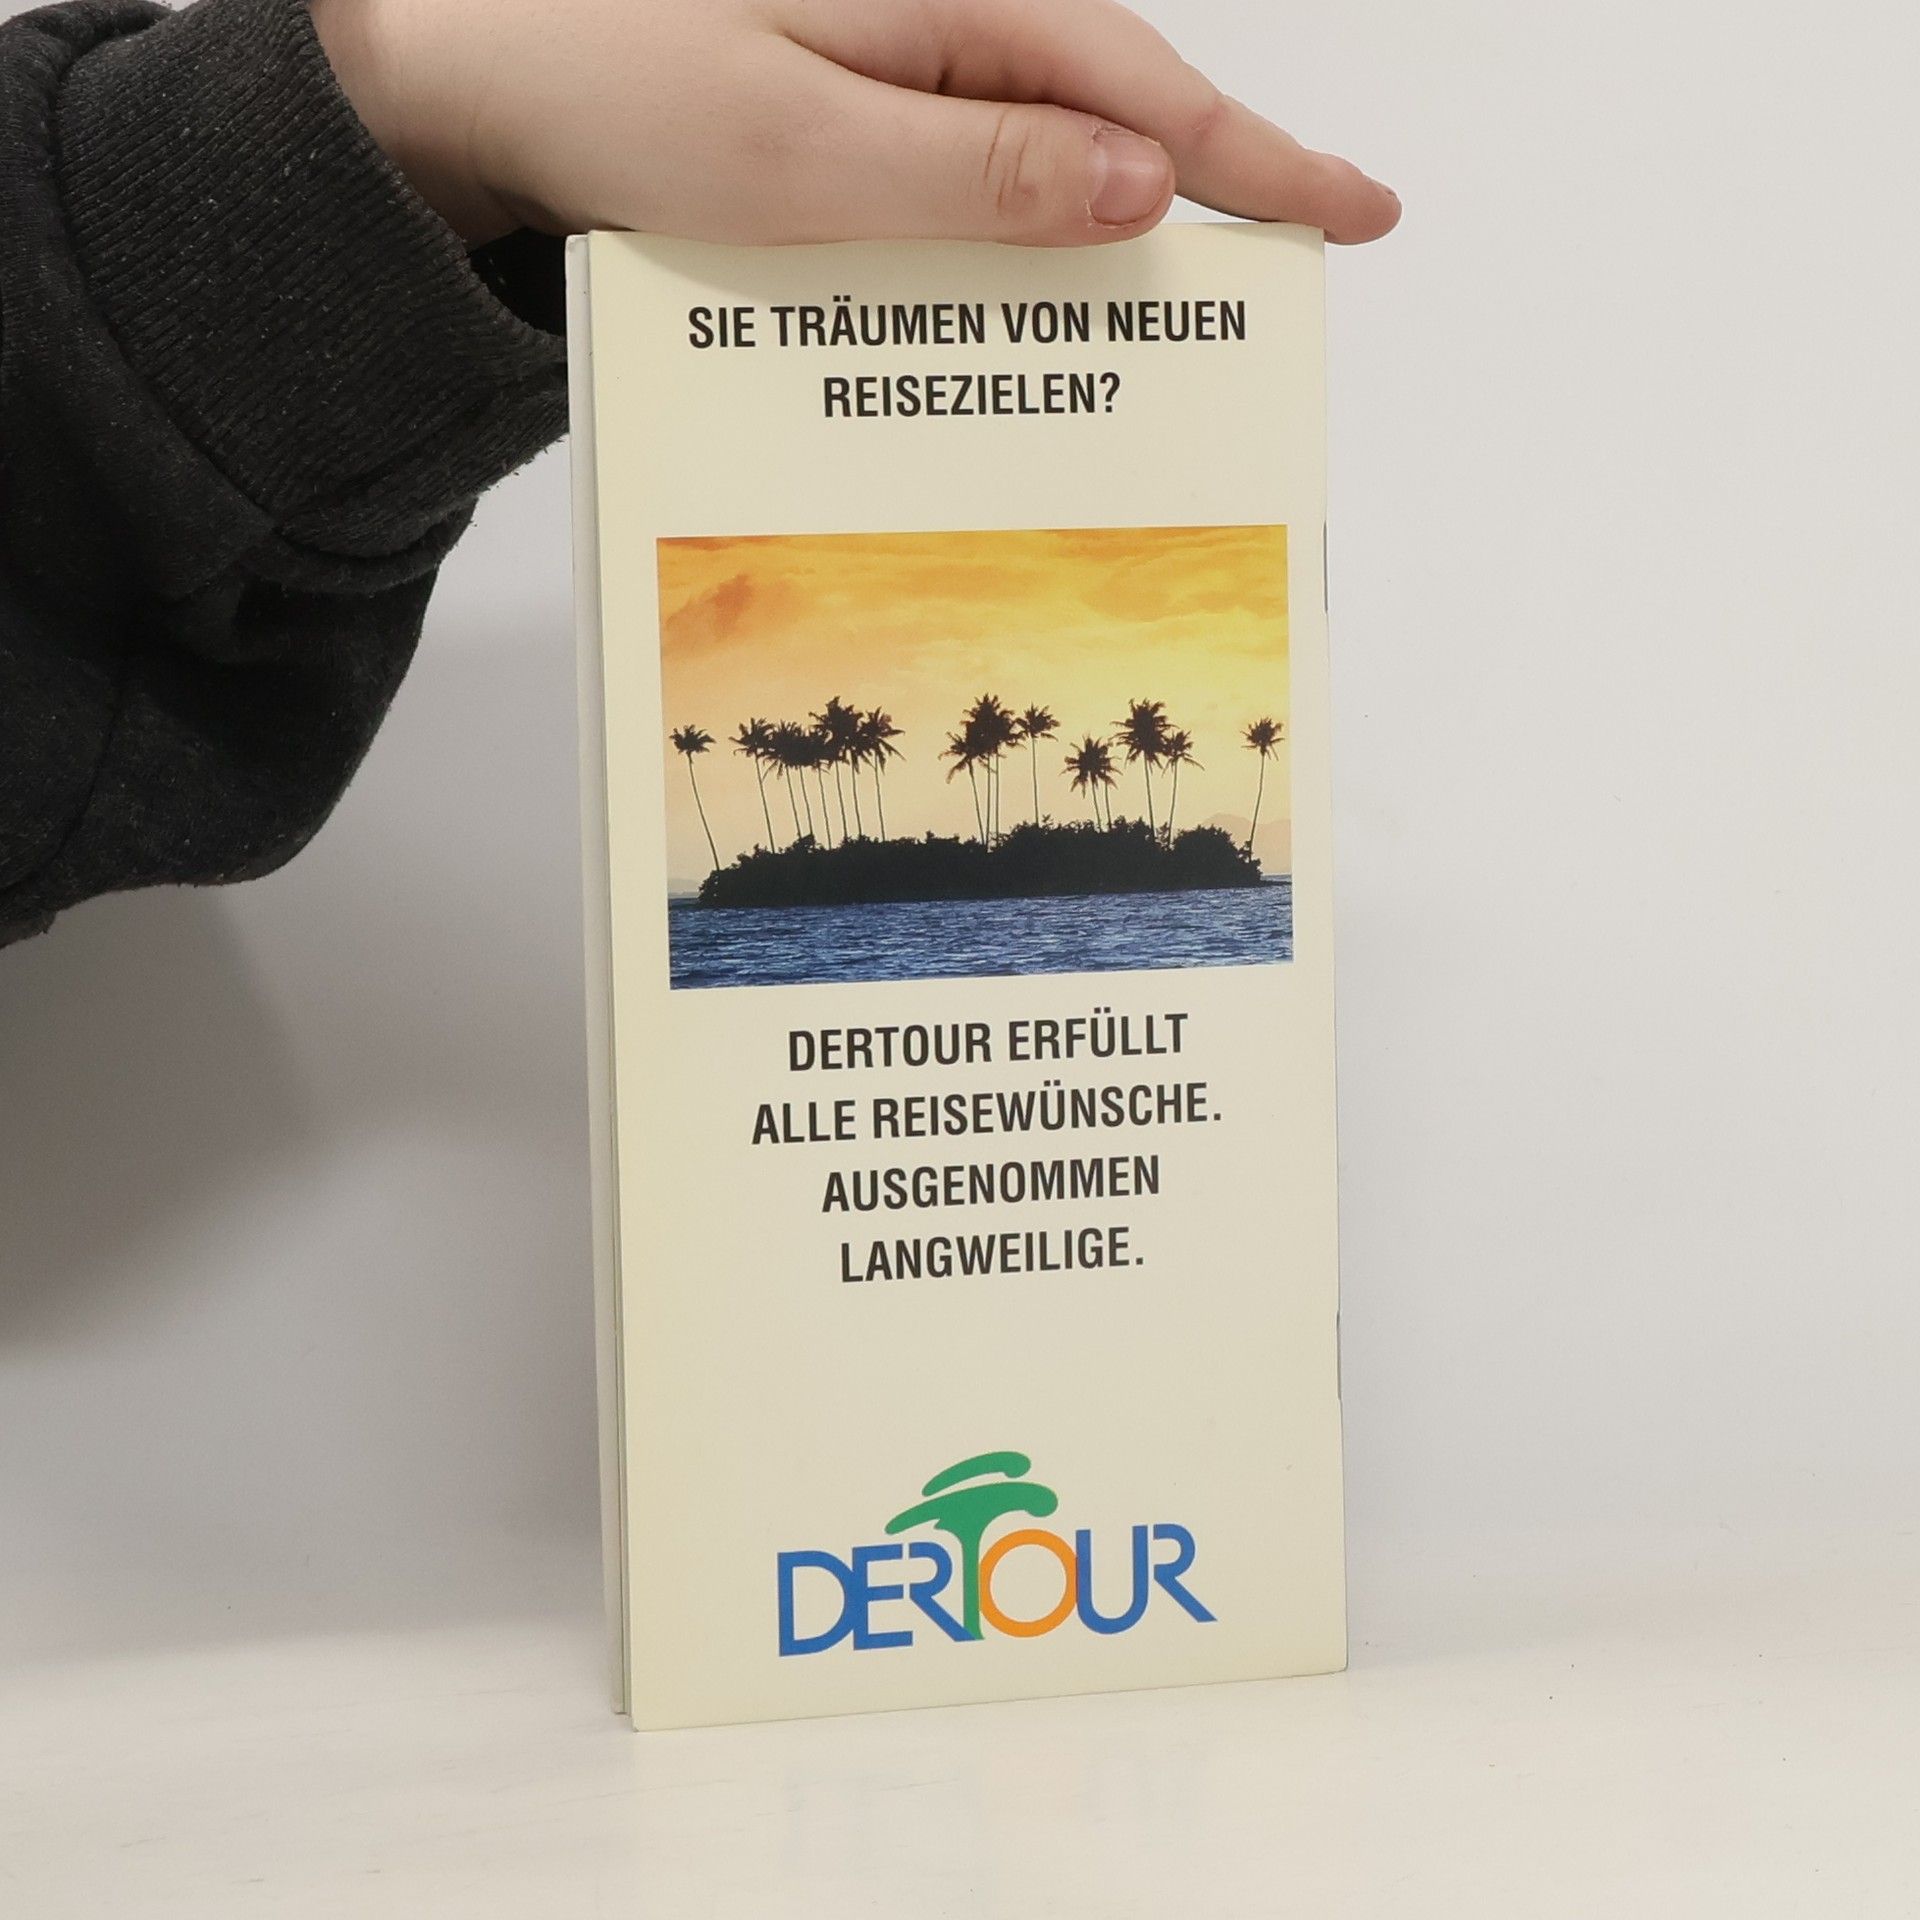 SIE TRÄUMEN VON NEUEN
REISEZIELEN?
DERTOUR ERFÜLLT
ALLE REISEWÜNSCHE.
AUSGENOMMEN
LANGWEILIGE.
DERTOUR